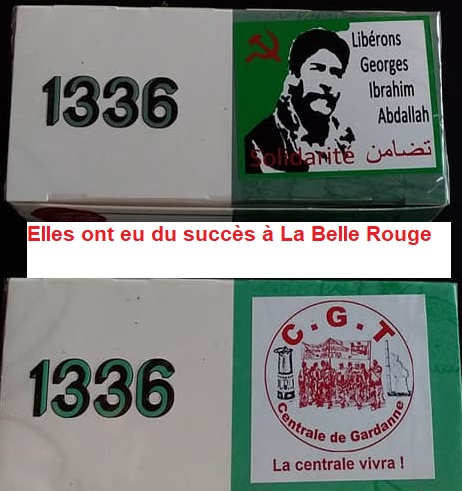 1336
Libérons
Georges
Ibrahim
Abdallah
Solidarité تضامن
Elles ont eu du succès à La Belle Rouge
1336
C.G.T
Centrale de Gardanne
La centrale vivra !